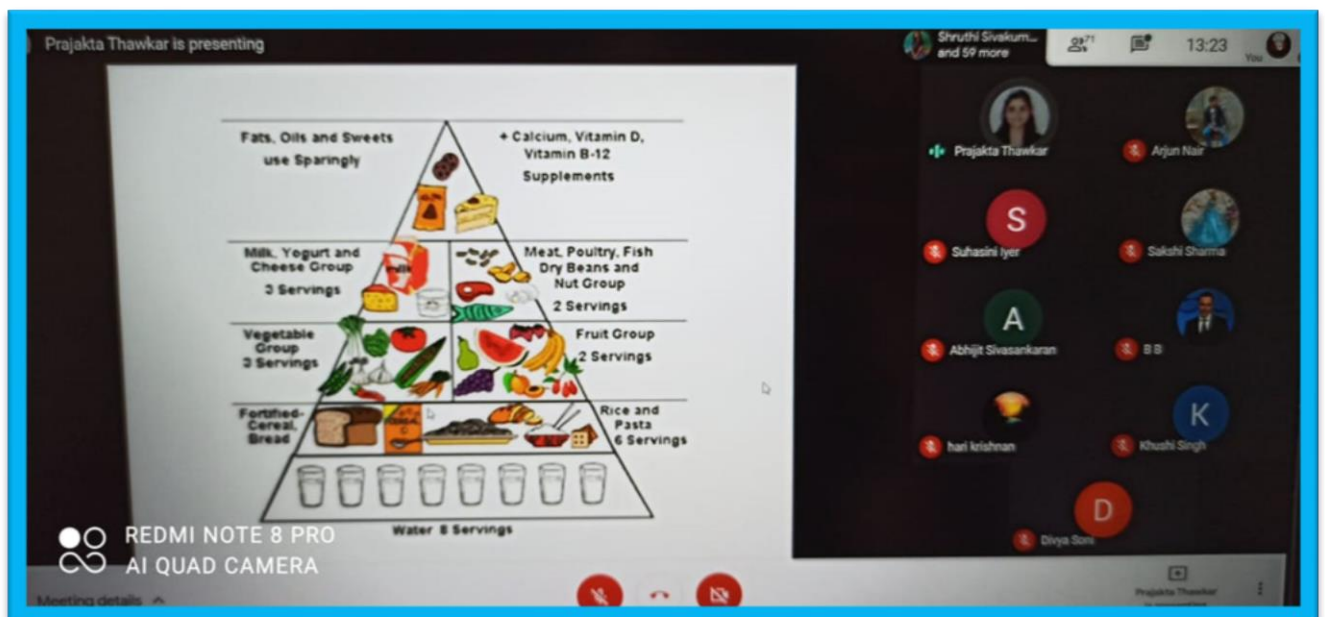 Prajakta Thawkar is presenting
Shruthi Sivakum...
and 59 more
71
13:23
You
Fats, Oils and Sweets
use Sparingly
+ Calcium, Vitamin D,
Vitamin B-12
Supplements
Milk, Yogurt and
Cheese Group
3 Servings
milk
Meat, Poultry, Fish
Dry Beans and
Nut Group
2 Servings
Vegetable
Group
3 Servings
Fruit Group
2 Servings
Fortified-
Cereal,
Bread
Rice and
Pasta
6 Servings
Water 8 Servings
Prajakta Thawkar
Arjun Nair
S
Suhasini Iyer
Sakshi Sharma
A
Abhijit Sivasankaran
B B
hari krishnan
K
Khushi Singh
D
Divya Soni
REDMI NOTE 8 PRO
AI QUAD CAMERA
Meeting details
Prajakta Thawkar